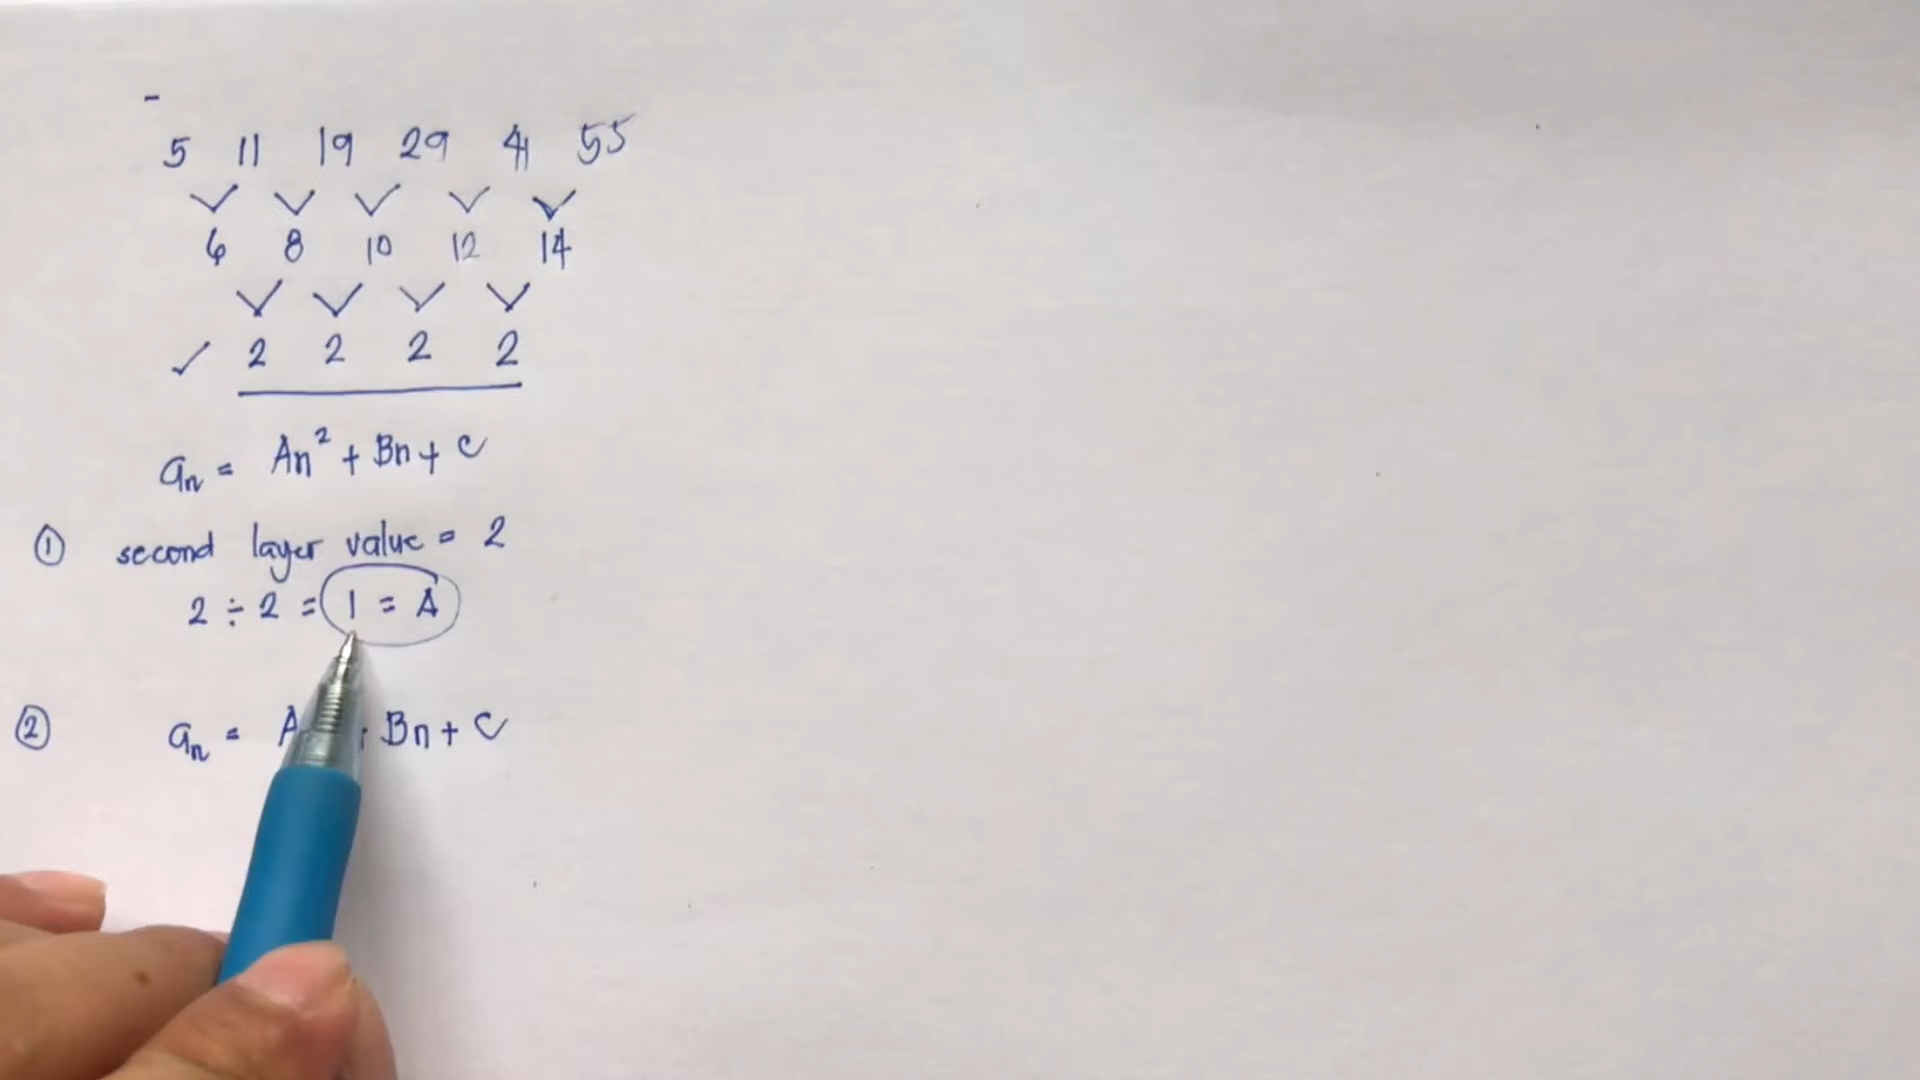 5 11 19 29 41 55
6 8 10 12 14
✓ 2 2 2 2
aₙ = An² + Bn + C
① second layer value = 2
2 ÷ 2 = 1 = A
② aₙ = A + Bn + C